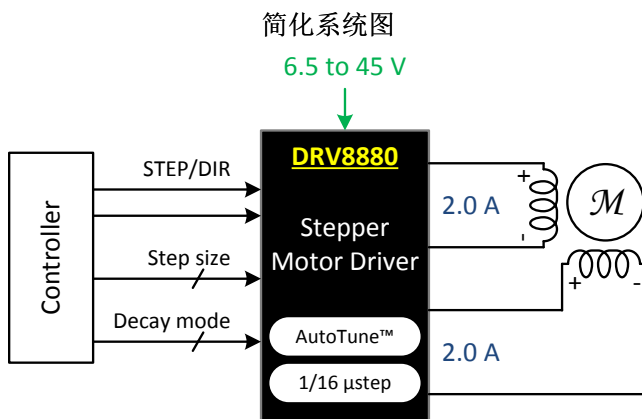 简化系统图
6.5 to 45 V
DRV8880
Controller
STEP/DIR
Step size
Decay mode
Stepper
Motor Driver
AutoTune™
1/16 µstep
+
2.0 A
-
M
+ -
2.0 A